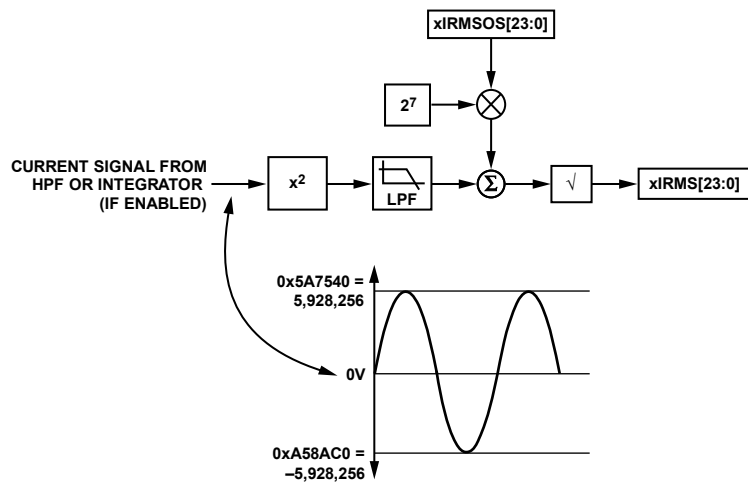 xIRMSOS[23:0]
2⁷
CURRENT SIGNAL FROM
HPF OR INTEGRATOR
(IF ENABLED)
x²
LPF
Σ
√
xIRMS[23:0]
0x5A7540 =
5,928,256
0V
0xA58AC0 =
–5,928,256